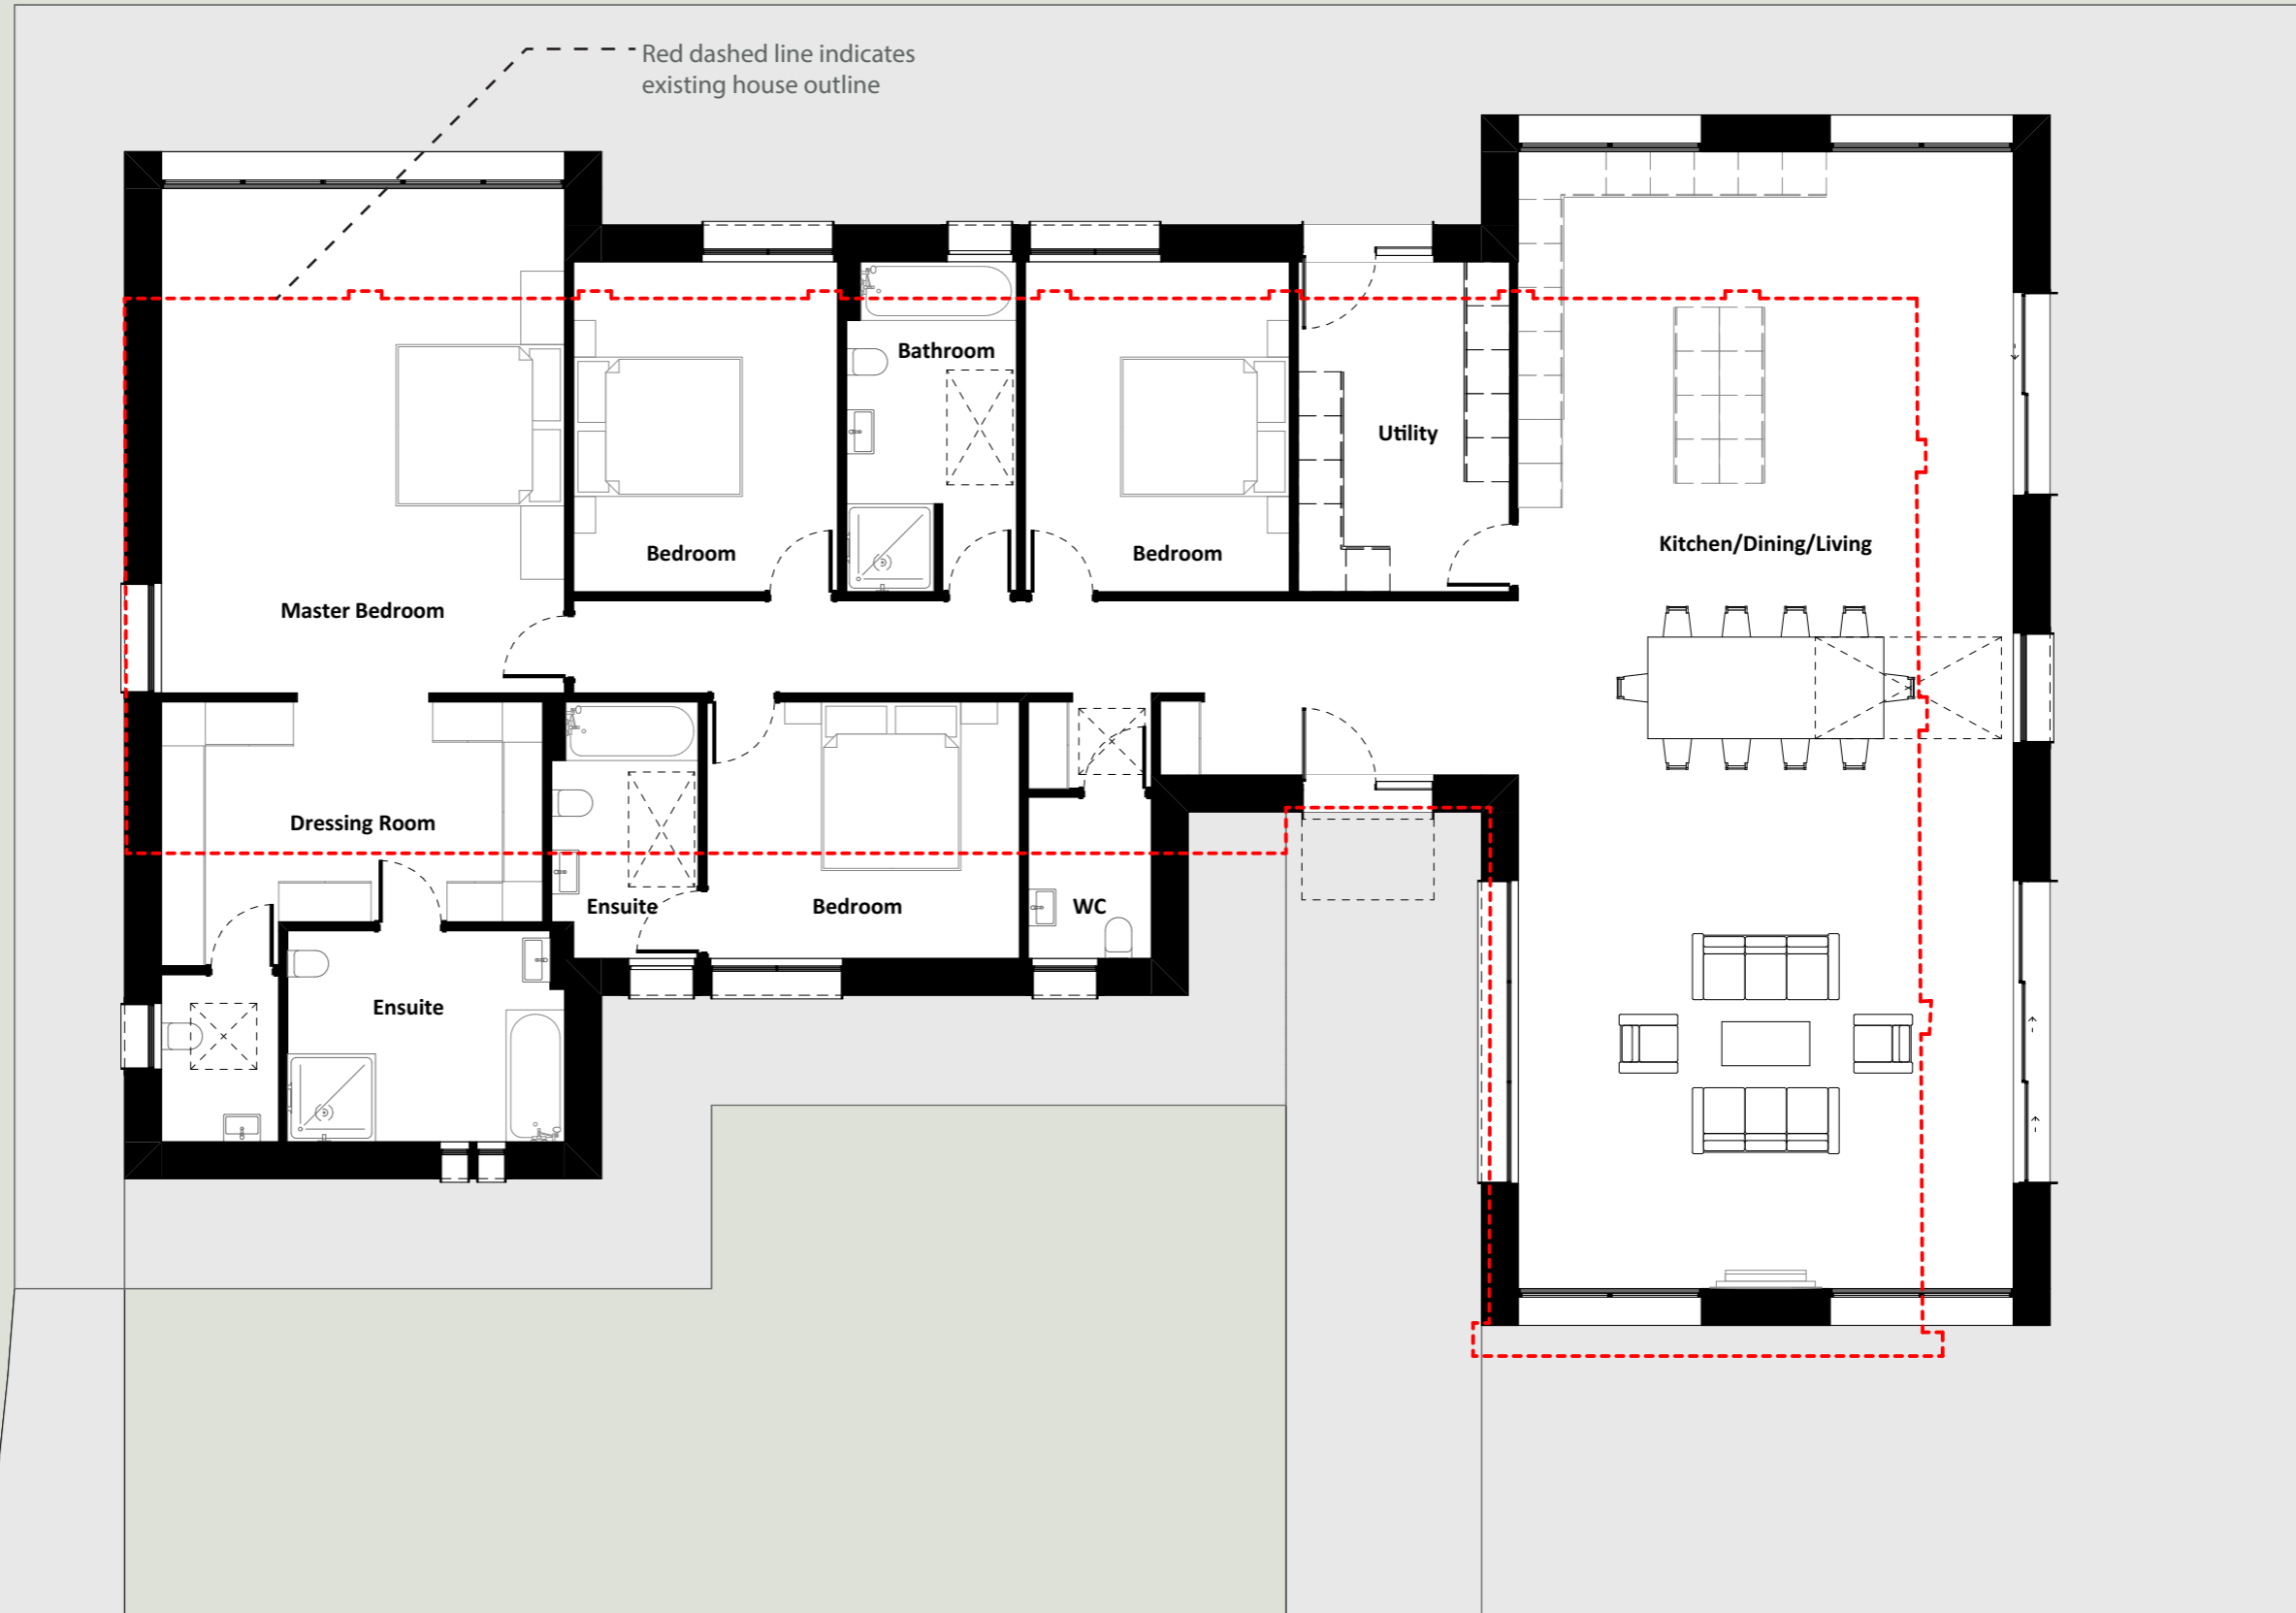 Red dashed line indicates
existing house outline
Bathroom
Utility
Bedroom
Bedroom
Kitchen/Dining/Living
Master Bedroom
Dressing Room
Ensuite
Bedroom
WC
Ensuite